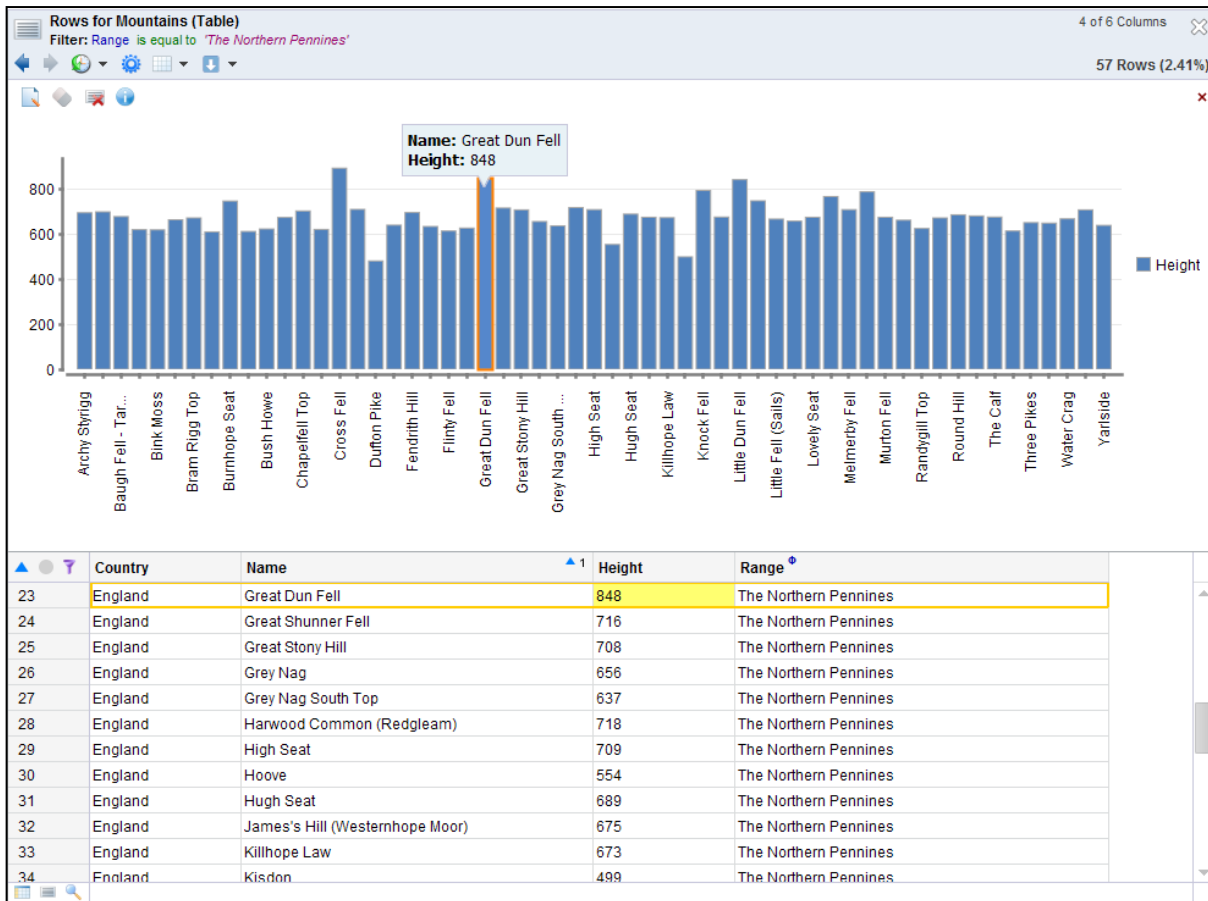 Rows for Mountains (Table)
4 of 6 Columns
Filter: Range is equal to 'The Northern Pennines'
57 Rows (2.41%)
Name: Great Dun Fell
Height: 848
800
600
400
200
0
Height
Archy Styrigg
Baugh Fell - Tar...
Bink Moss
Bram Rigg Top
Burnhope Seat
Bush Howe
Chapelfell Top
Cross Fell
Dufton Pike
Fendrith Hill
Flinty Fell
Great Dun Fell
Great Stony Hill
Grey Nag South ...
High Seat
Hugh Seat
Killhope Law
Knock Fell
Little Dun Fell
Little Fell (Sails)
Lovely Seat
Melmerby Fell
Murton Fell
Randygill Top
Round Hill
The Calf
Three Pikes
Water Crag
Yarlside
Country Name 1 Height Range Φ
23 England Great Dun Fell 848 The Northern Pennines
24 England Great Shunner Fell 716 The Northern Pennines
25 England Great Stony Hill 708 The Northern Pennines
26 England Grey Nag 656 The Northern Pennines
27 England Grey Nag South Top 637 The Northern Pennines
28 England Harwood Common (Redgleam) 718 The Northern Pennines
29 England High Seat 709 The Northern Pennines
30 England Hoove 554 The Northern Pennines
31 England Hugh Seat 689 The Northern Pennines
32 England James's Hill (Westernhope Moor) 675 The Northern Pennines
33 England Killhope Law 673 The Northern Pennines
34 England Kisdon 499 The Northern Pennines